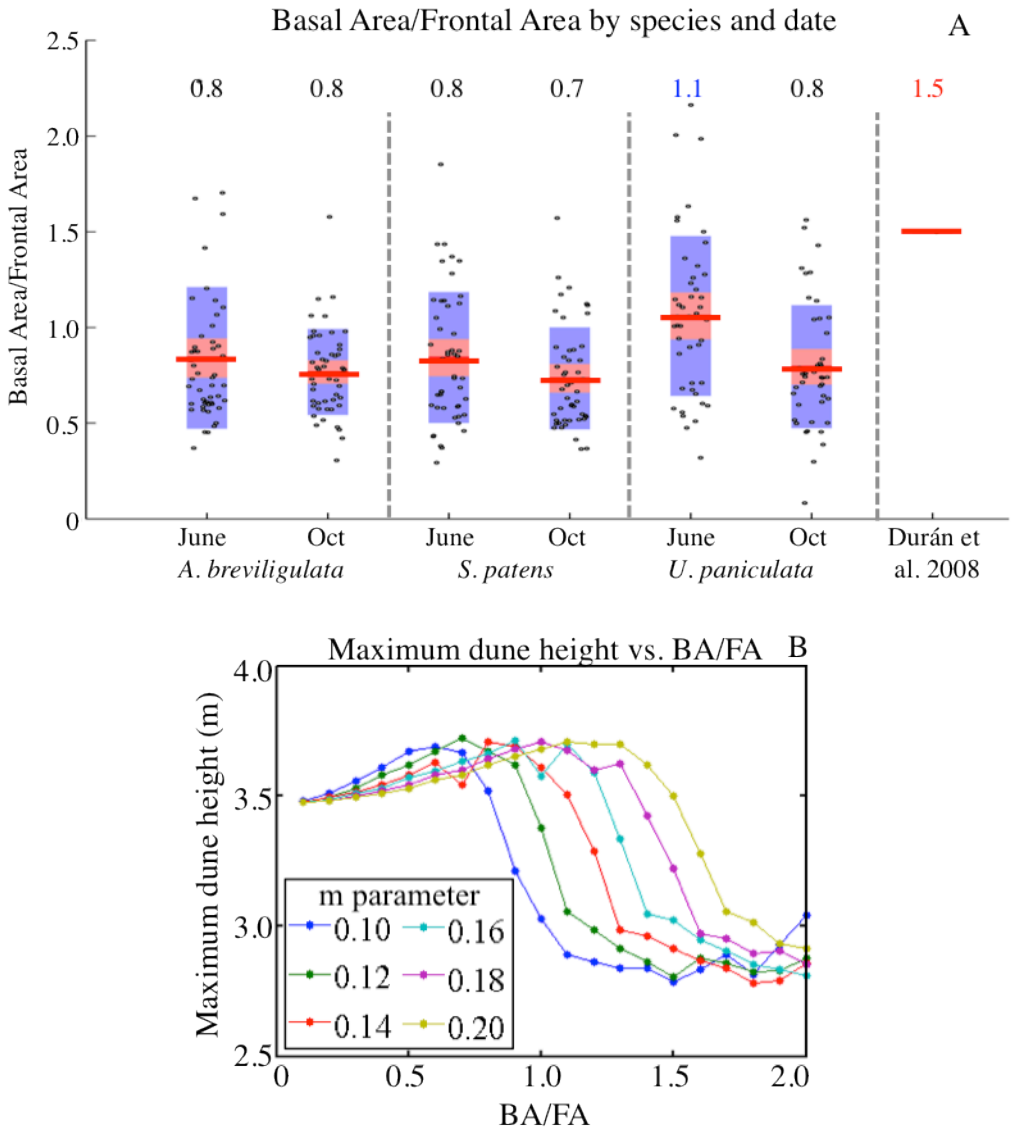 Basal Area/Frontal Area by species and date
A
Basal Area/Frontal Area
2.5
2.0
1.5
1.0
0.5
0
0.8
0.8
0.8
0.7
1.1
0.8
1.5
June
Oct
June
Oct
June
Oct
Durán et
A. breviligulata
S. patens
U. paniculata
al. 2008
Maximum dune height vs. BA/FA
B
Maximum dune height (m)
4.0
3.5
3.0
2.5
m parameter
0.10
0.16
0.12
0.18
0.14
0.20
0
0.5
1.0
1.5
2.0
BA/FA